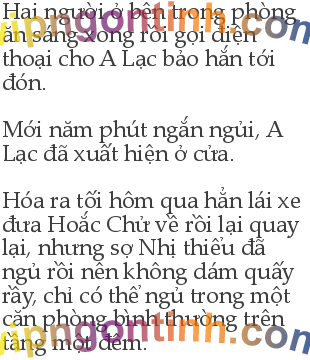 Hai người ở bên trong phòng
ăn sáng xong rồi gọi điện
thoại cho A Lạc bảo hắn tới
đón.
Mới năm phút ngắn ngủi, A
Lạc đã xuất hiện ở cửa.
Hóa ra tối hôm qua hắn lái xe
đưa Hoắc Chử về rồi lại quay
lại, nhưng sợ Nhị thiếu đã
ngủ rồi nên không dám quấy
rầy, chỉ có thể ngủ trong một
căn phòng bình thường trên
tầng một đêm.
vipngontinh.com
vipngontinh.com